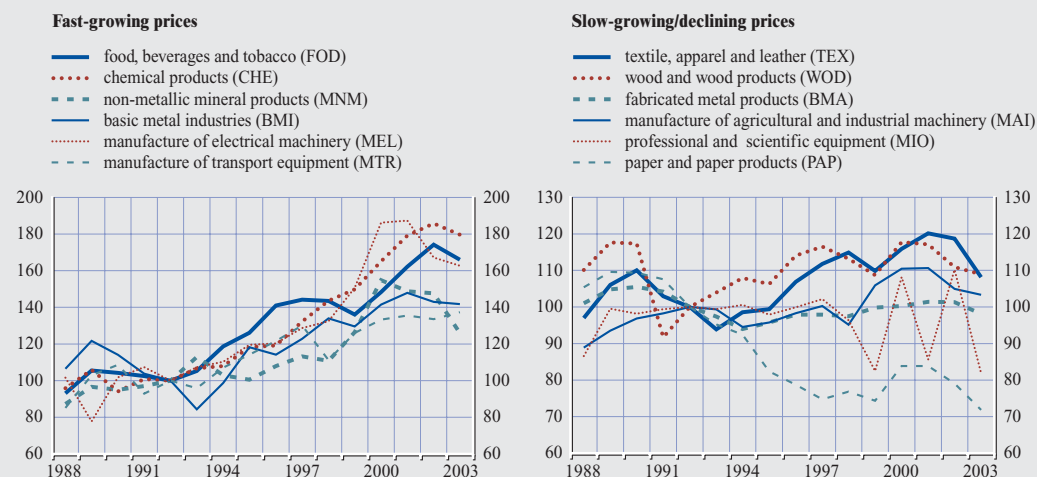 Fast-growing prices
food, beverages and tobacco (FOD)
chemical products (CHE)
non-metallic mineral products (MNM)
basic metal industries (BMI)
manufacture of electrical machinery (MEL)
manufacture of transport equipment (MTR)
200 200
180 180
160 160
140 140
120 120
100 100
80 80
60 60
1988 1991 1994 1997 2000 2003
Slow-growing/declining prices
textile, apparel and leather (TEX)
wood and wood products (WOD)
fabricated metal products (BMA)
manufacture of agricultural and industrial machinery (MAI)
professional and scientific equipment (MIO)
paper and paper products (PAP)
130 130
120 120
110 110
100 100
90 90
80 80
70 70
60 60
1988 1991 1994 1997 2000 2003